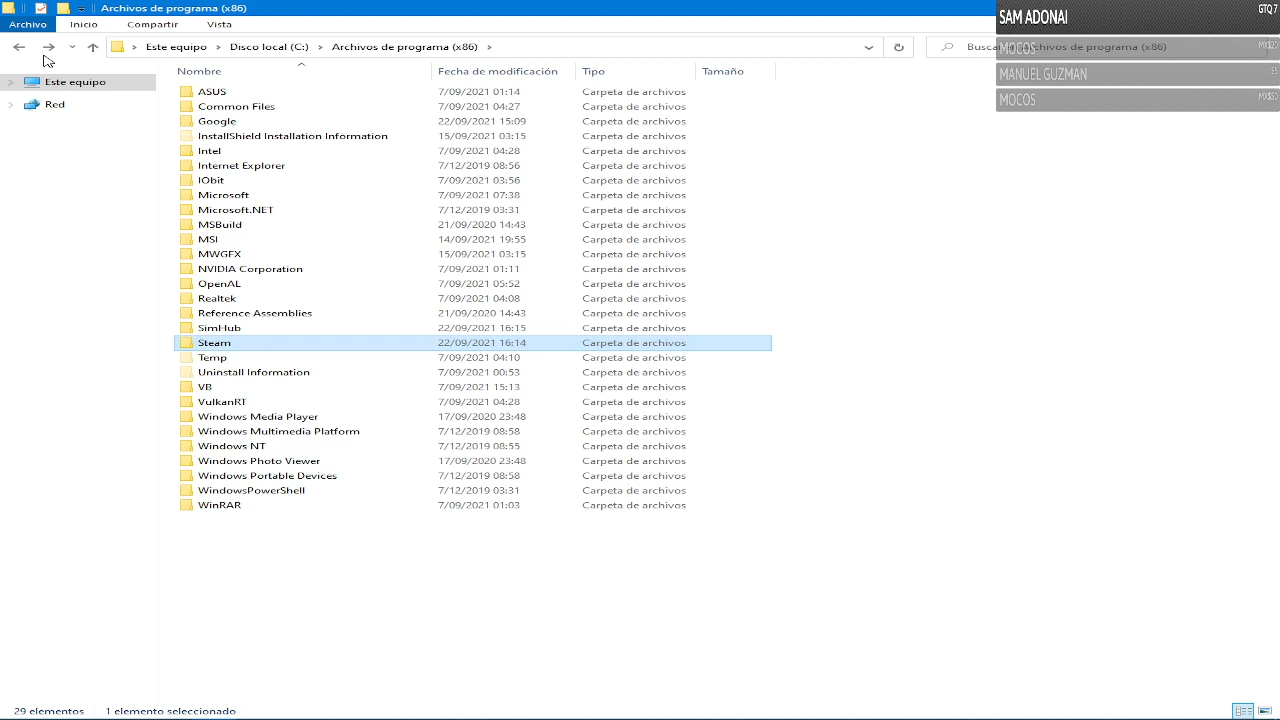 Archivos de programa (x86)
Archivo Inicio Compartir Vista
Este equipo Disco local (C:) Archivos de programa (x86)
Este equipo
Red
Nombre Fecha de modificación Tipo Tamaño
ASUS 7/09/2021 01:14 Carpeta de archivos
Common Files 7/09/2021 04:27 Carpeta de archivos
Google 22/09/2021 15:09 Carpeta de archivos
InstallShield Installation Information 15/09/2021 03:15 Carpeta de archivos
Intel 7/09/2021 04:28 Carpeta de archivos
Internet Explorer 7/12/2019 08:56 Carpeta de archivos
IObit 7/09/2021 03:56 Carpeta de archivos
Microsoft 7/09/2021 07:38 Carpeta de archivos
Microsoft.NET 7/12/2019 03:31 Carpeta de archivos
MSBuild 21/09/2020 14:43 Carpeta de archivos
MSI 14/09/2021 19:55 Carpeta de archivos
MWGFX 15/09/2021 03:15 Carpeta de archivos
NVIDIA Corporation 7/09/2021 01:11 Carpeta de archivos
OpenAL 7/09/2021 05:52 Carpeta de archivos
Realtek 7/09/2021 04:08 Carpeta de archivos
Reference Assemblies 21/09/2020 14:43 Carpeta de archivos
SimHub 22/09/2021 16:15 Carpeta de archivos
Steam 22/09/2021 16:14 Carpeta de archivos
Temp 7/09/2021 04:10 Carpeta de archivos
Uninstall Information 7/09/2021 00:53 Carpeta de archivos
VB 7/09/2021 15:13 Carpeta de archivos
VulkanRT 7/09/2021 04:28 Carpeta de archivos
Windows Media Player 17/09/2020 23:48 Carpeta de archivos
Windows Multimedia Platform 7/12/2019 08:58 Carpeta de archivos
Windows NT 7/12/2019 08:55 Carpeta de archivos
Windows Photo Viewer 17/09/2020 23:48 Carpeta de archivos
Windows Portable Devices 7/12/2019 08:58 Carpeta de archivos
WindowsPowerShell 7/12/2019 03:31 Carpeta de archivos
WinRAR 7/09/2021 01:03 Carpeta de archivos
29 elementos 1 elemento seleccionado
SAM ADONAI GTQ 7
MOCOS
rchivos de programa (x86)
MANUEL GUZMAN
MOCOS